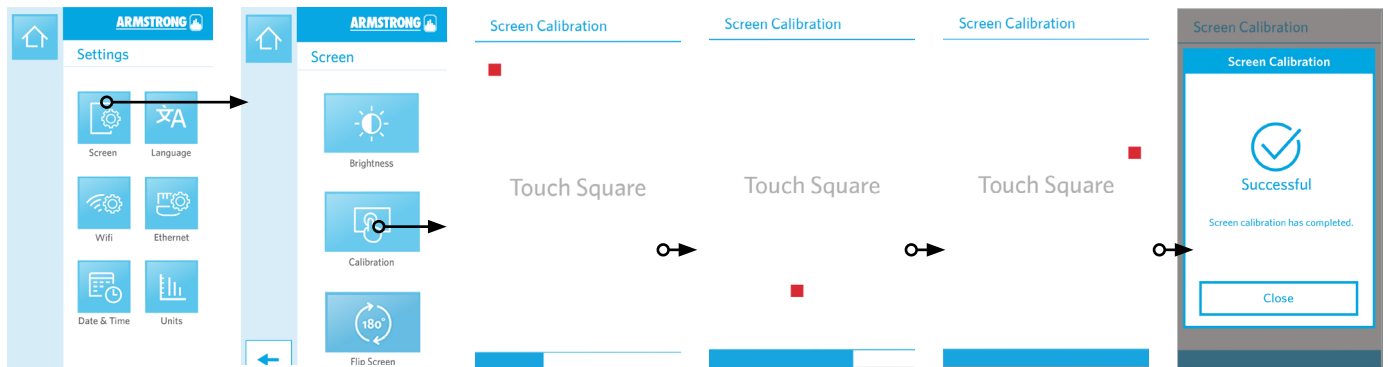 ARMSTRONG
Settings
文A
Screen
Language
Wifi
Ethernet
Date & Time
Units
ARMSTRONG
Screen
Brightness
Calibration
180°
Flip Screen
Screen Calibration
Touch Square
Screen Calibration
Touch Square
Screen Calibration
Touch Square
Screen Calibration
Screen Calibration
Successful
Screen calibration has completed.
Close